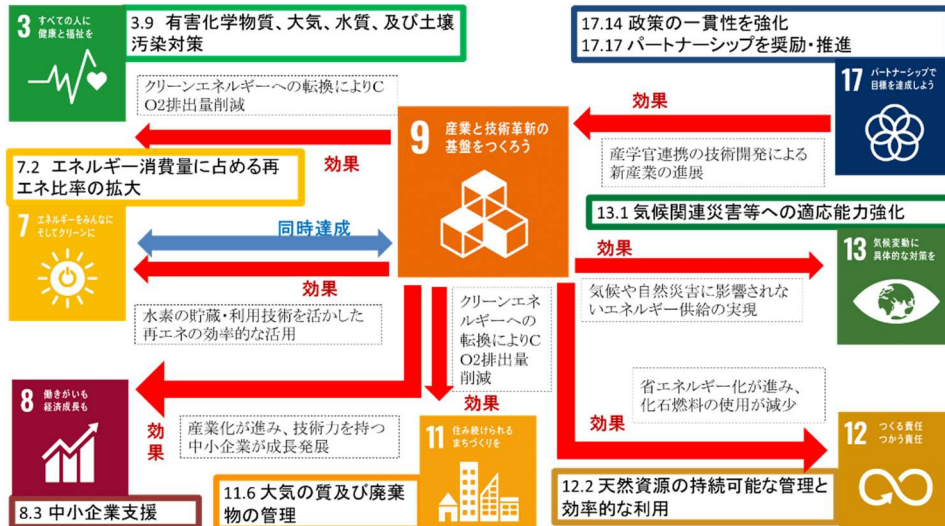 3 すべての人に
健康と福祉を
3.9 有害化学物質、大気、水質、及び土壌
汚染対策
クリーンエネルギーへの転換によりC
O2排出量削減
効果
17.14 政策の一貫性を強化
17.17 パートナーシップを奨励・推進
17 パートナーシップで
目標を達成しよう
効果
産学官連携の技術開発による
新産業の進展
9 産業と技術革新の
基盤をつくろう
7.2 エネルギー消費量に占める再
エネ比率の拡大
7 エネルギーをみんなに
そしてクリーンに
同時達成
効果
水素の貯蔵・利用技術を活かした
再エネの効率的な活用
13.1 気候関連災害等への適応能力強化
13 気候変動に
具体的な対策を
効果
気候や自然災害に影響されな
いエネルギー供給の実現
クリーンエネ
ルギーへの
転換によりC
O2排出量
削減
効果
8 働きがいも
経済成長も
効
果
産業化が進み、技術力を持つ
中小企業が成長発展
8.3 中小企業支援
11 住み続けられる
まちづくりを
11.6 大気の質及び廃棄
物の管理
省エネルギー化が進み、
化石燃料の使用が減少
効果
12 つくる責任
つかう責任
12.2 天然資源の持続可能な管理と
効率的な利用